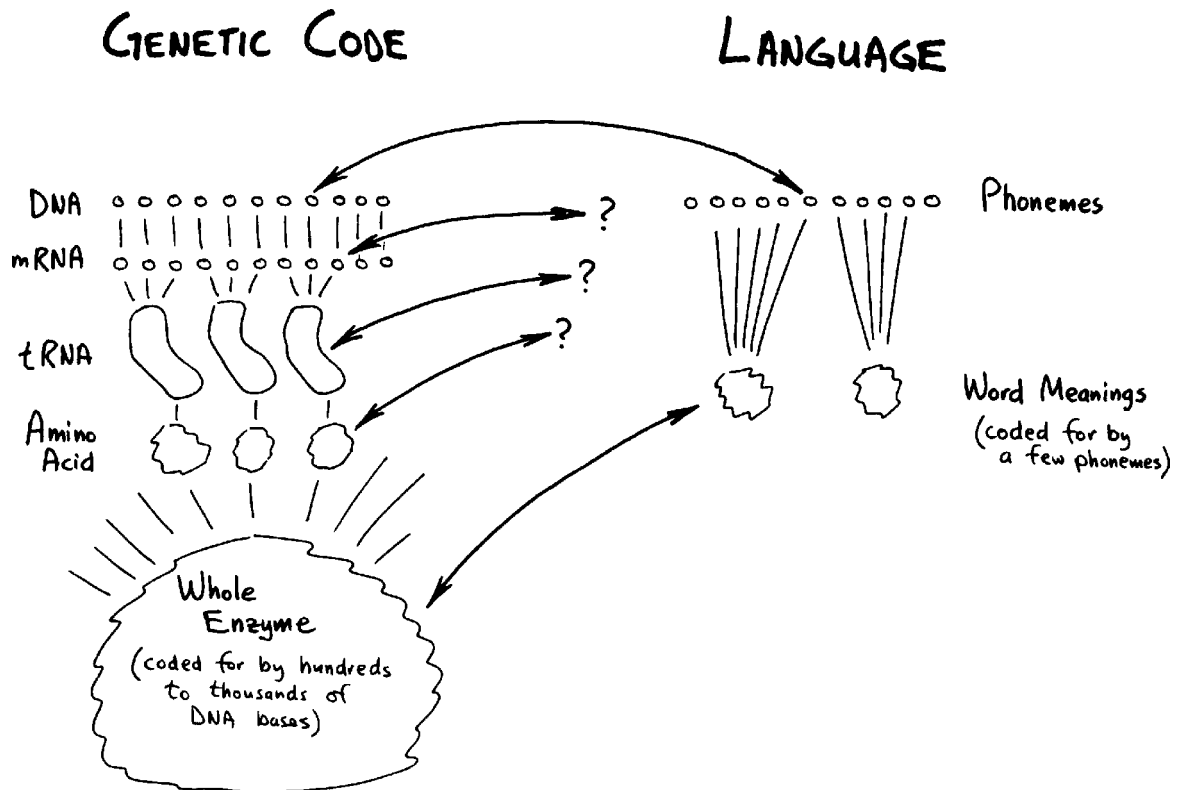 GENETIC CODE
LANGUAGE
DNA
?
Phonemes
mRNA
?
tRNA
?
Amino
Acid
Word Meanings
(coded for by
a few phonemes)
Whole
Enzyme
(coded for by hundreds
to thousands of
DNA bases)